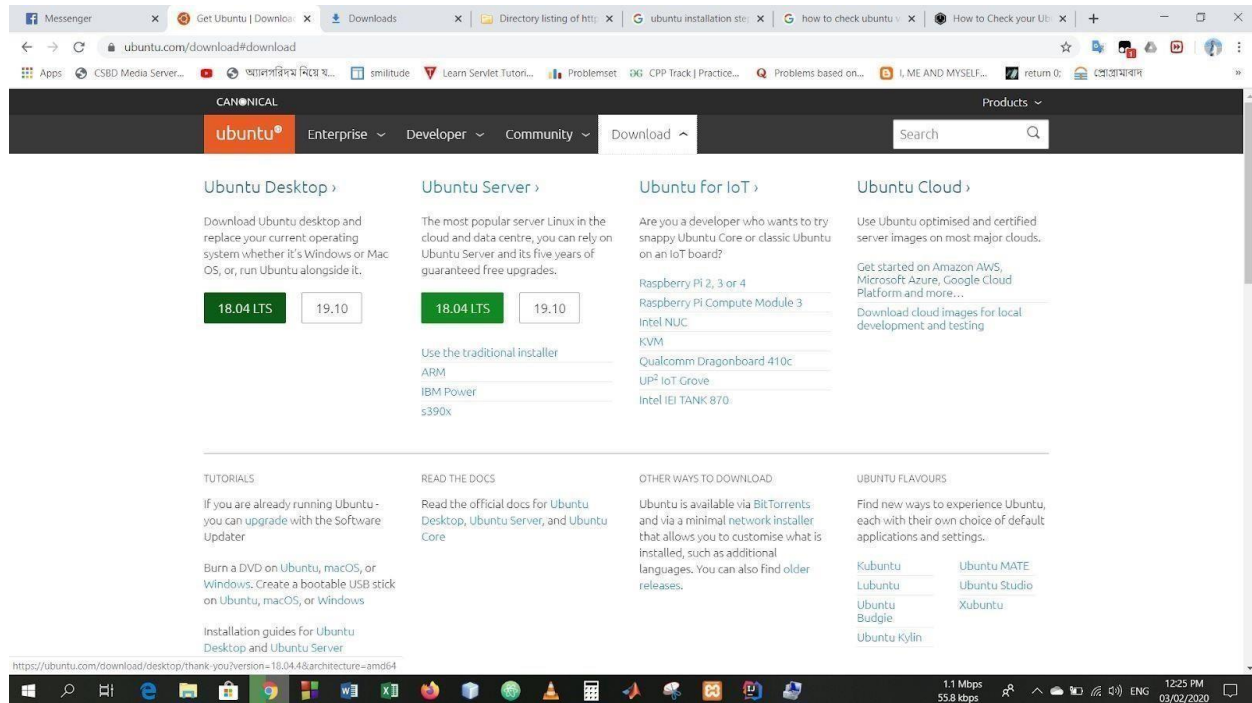 Messenger
Get Ubuntu | Downloa
Downloads
Directory listing of http
ubuntu installation ste
how to check ubuntu v
How to Check your Ub
ubuntu.com/download#download
Apps
CSBD Media Server...
অ্যালগরিদম নিয়ে য...
smilitude
Learn Servlet Tutori...
Problemset
CPP Track | Practice...
Problems based on...
I, ME AND MYSELF...
return 0;
প্রোগ্রামাবাদ
CANONICAL
Products
ubuntu®
Enterprise
Developer
Community
Download
Search
Ubuntu Desktop ›
Download Ubuntu desktop and
replace your current operating
system whether it's Windows or Mac
OS, or, run Ubuntu alongside it.
18.04 LTS
19.10
Ubuntu Server ›
The most popular server Linux in the
cloud and data centre, you can rely on
Ubuntu Server and its five years of
guaranteed free upgrades.
18.04 LTS
19.10
Use the traditional installer
ARM
IBM Power
s390x
Ubuntu for IoT ›
Are you a developer who wants to try
snappy Ubuntu Core or classic Ubuntu
on an IoT board?
Raspberry Pi 2, 3 or 4
Raspberry Pi Compute Module 3
Intel NUC
KVM
Qualcomm Dragonboard 410c
UP² IoT Grove
Intel IEI TANK 870
Ubuntu Cloud ›
Use Ubuntu optimised and certified
server images on most major clouds.
Get started on Amazon AWS,
Microsoft Azure, Google Cloud
Platform and more…
Download cloud images for local
development and testing
TUTORIALS
If you are already running Ubuntu -
you can upgrade with the Software
Updater
Burn a DVD on Ubuntu, macOS, or
Windows. Create a bootable USB stick
on Ubuntu, macOS, or Windows
Installation guides for Ubuntu
Desktop and Ubuntu Server
READ THE DOCS
Read the official docs for Ubuntu
Desktop, Ubuntu Server, and Ubuntu
Core
OTHER WAYS TO DOWNLOAD
Ubuntu is available via BitTorrents
and via a minimal network installer
that allows you to customise what is
installed, such as additional
languages. You can also find older
releases.
UBUNTU FLAVOURS
Find new ways to experience Ubuntu,
each with their own choice of default
applications and settings.
Kubuntu
Lubuntu
Ubuntu
Budgie
Ubuntu Kylin
Ubuntu MATE
Ubuntu Studio
Xubuntu
https://ubuntu.com/download/desktop/thank-you?version=18.04.4&architecture=amd64
1.1 Mbps
55.8 kbps
ENG
12:25 PM
03/02/2020